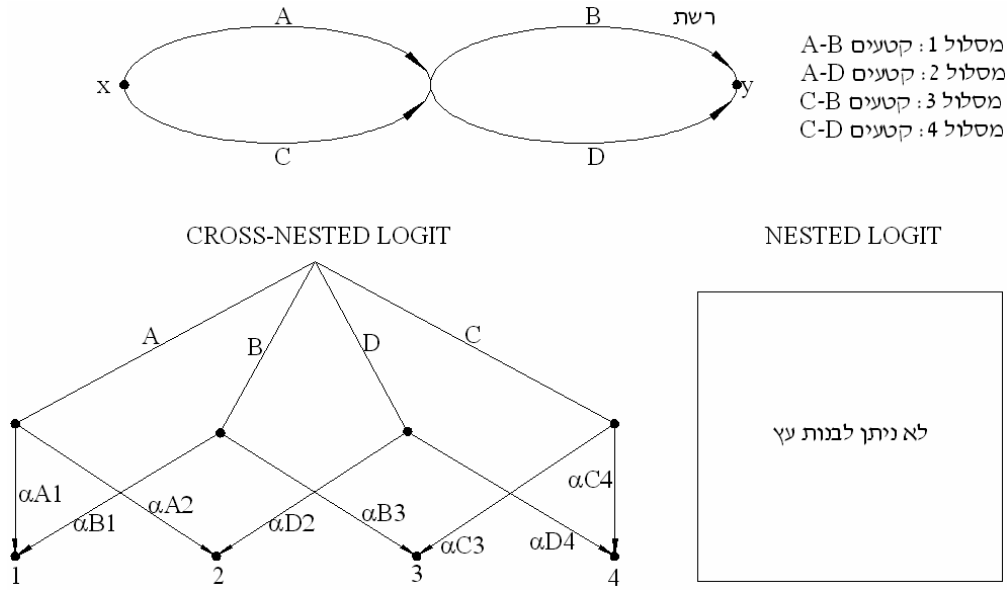 A
B
רשת
x
y
C
D
מסלול 1: קטעים A-B
מסלול 2: קטעים A-D
מסלול 3: קטעים C-B
מסלול 4: קטעים C-D
CROSS-NESTED LOGIT
NESTED LOGIT
A
B
D
C
לא ניתן לבנות עץ
αA1
αB1
αA2
αD2
αB3
αC3
αD4
αC4
1
2
3
4